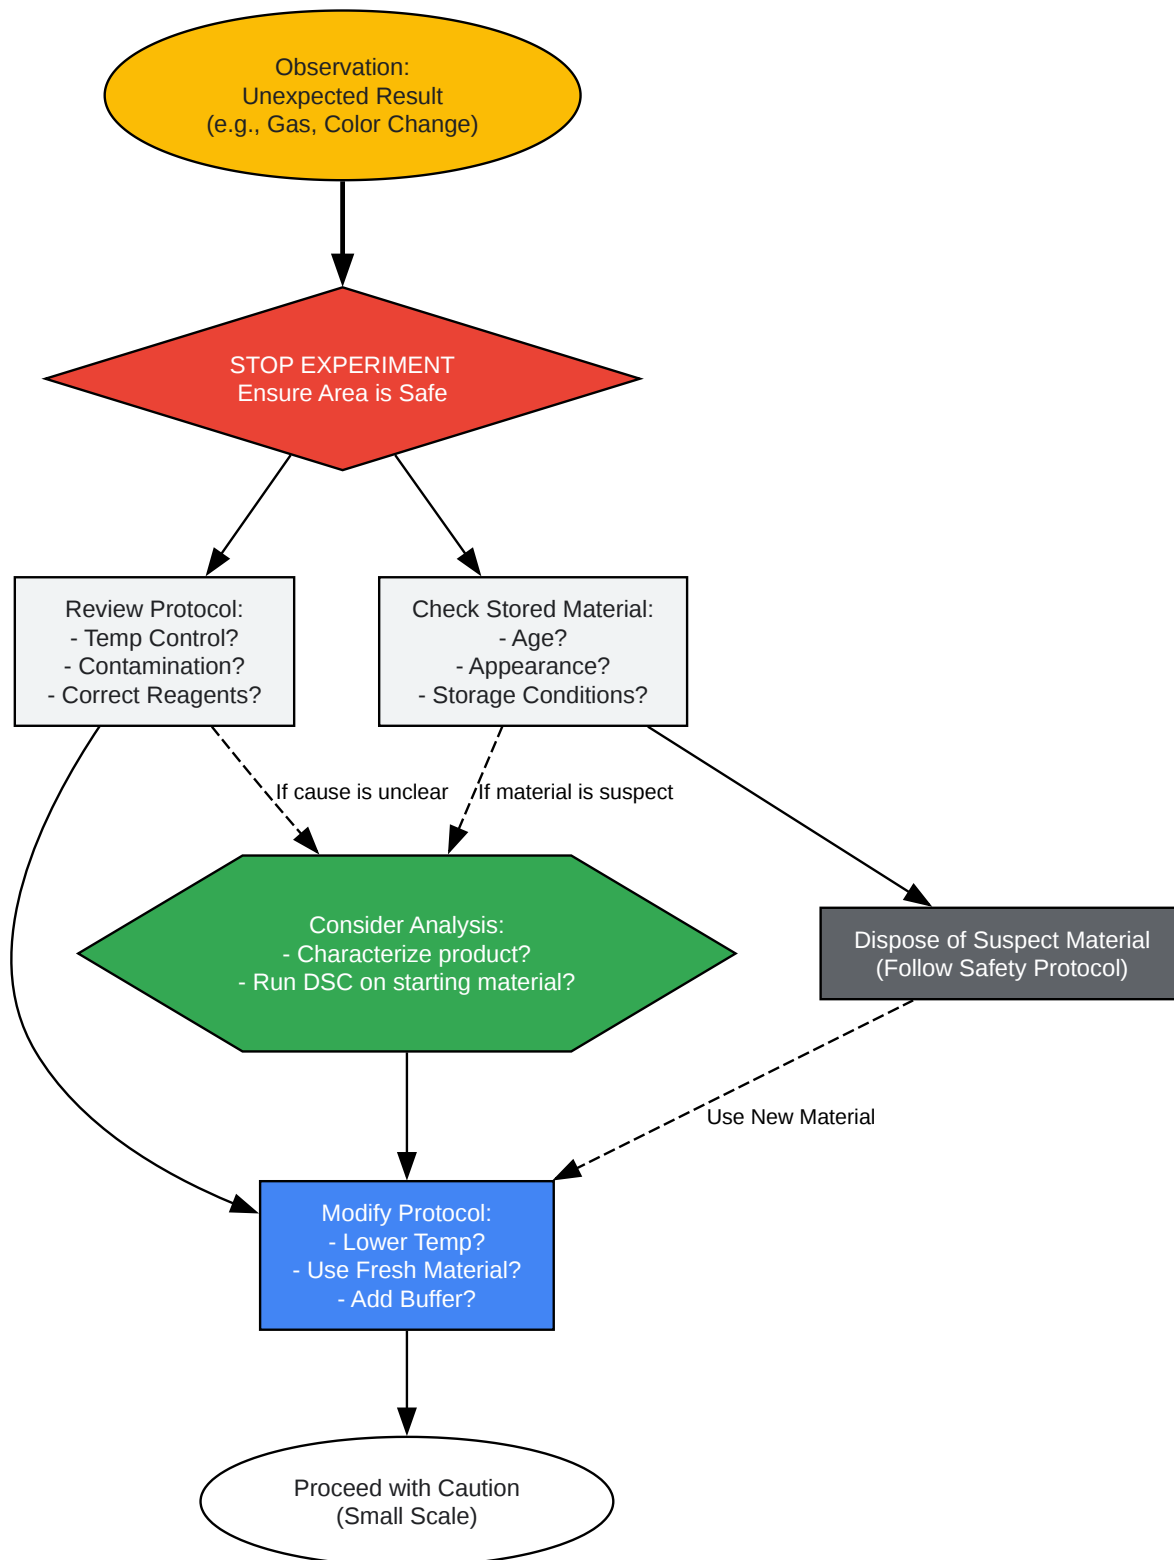 Observation:
Unexpected Result
(e.g., Gas, Color Change)
STOP EXPERIMENT
Ensure Area is Safe
Review Protocol:
- Temp Control?
- Contamination?
- Correct Reagents?
Check Stored Material:
- Age?
- Appearance?
- Storage Conditions?
If cause is unclear
If material is suspect
Consider Analysis:
- Characterize product?
- Run DSC on starting material?
Dispose of Suspect Material
(Follow Safety Protocol)
Use New Material
Modify Protocol:
- Lower Temp?
- Use Fresh Material?
- Add Buffer?
Proceed with Caution
(Small Scale)